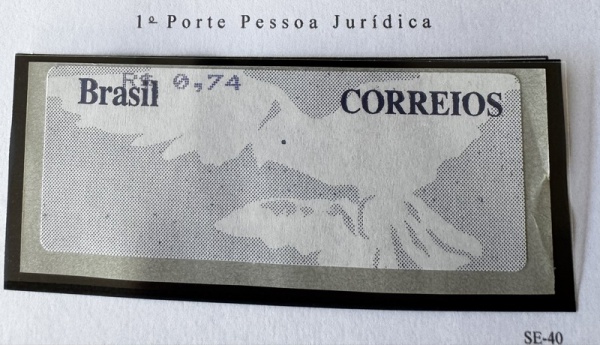 1º Porte Pessoa Jurídica
R$ 0,74
Brasil CORREIOS
SE-40